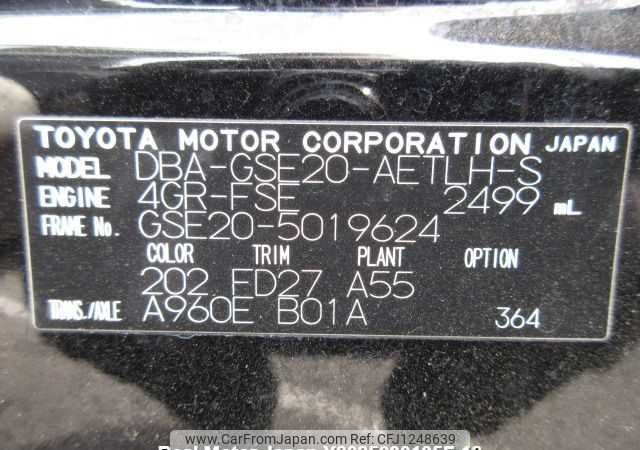 TOYOTA MOTOR CORPORATION JAPAN
MODEL DBA-GSE20-AETLH-S
ENGINE 4GR-FSE 2499 mL
FRAME No. GSE20-5019624
COLOR TRIM PLANT OPTION
202 FD27 A55
TRANS./AXLE A960E B01A 364
www.CarFromJapan.com CFJ1248639